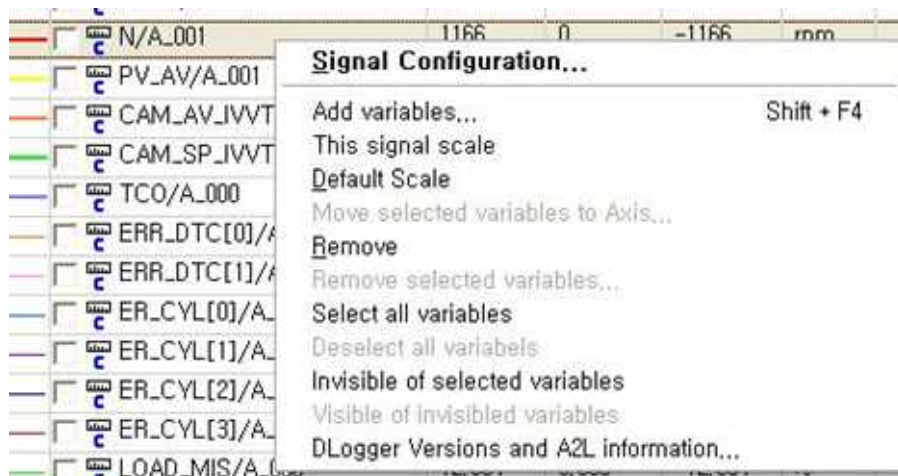 N/A_001 1166 0 -1166 rpm
Signal Configuration...
PV_AV/A_001
CAM_AV_IVVT
Add variables... Shift + F4
This signal scale
CAM_SP_IVVT
Default Scale
TCO/A_000
Move selected variables to Axis...
ERR_DTC[0]/A
Remove
ERR_DTC[1]/A
Remove selected variables...
ER_CYL[0]/A_
Select all variables
ER_CYL[1]/A_
Deselect all variabels
ER_CYL[2]/A_
Invisible of selected variables
Visible of invisibled variables
ER_CYL[3]/A_
DLogger Versions and A2L information...
LOAD_MIS/A_